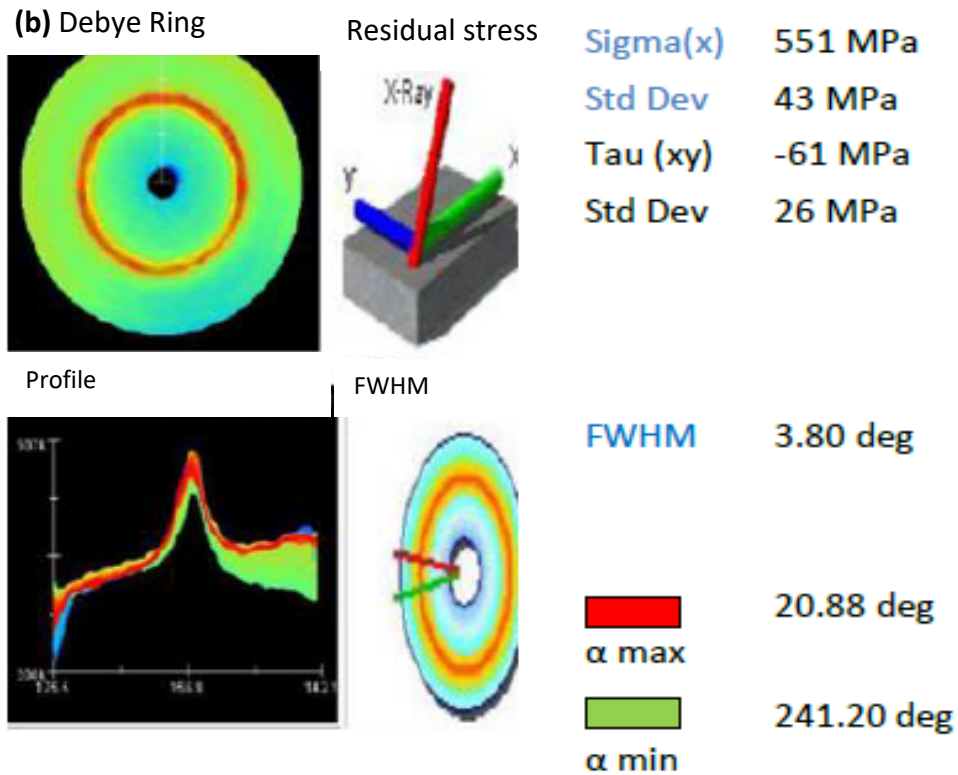 (b) Debye Ring
Residual stress
Sigma(x) 551 MPa
Std Dev 43 MPa
Tau (xy) -61 MPa
Std Dev 26 MPa
X-Ray
X
Y
Profile
FWHM
FWHM 3.80 deg
20.88 deg
α max
241.20 deg
α min